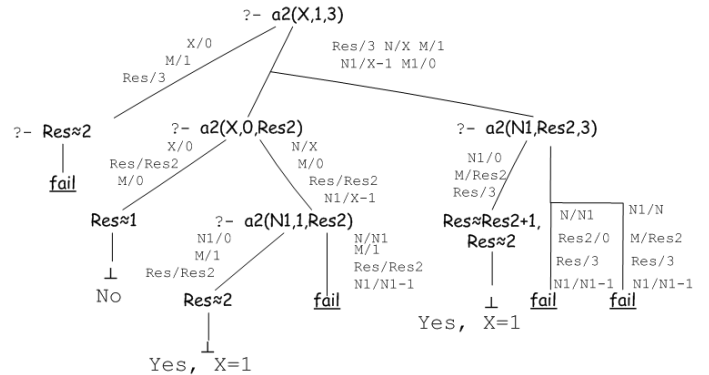 ?- a2(X,1,3)
X/0
M/1
Res/3
Res/3 N/X M/1
N1/X-1 M1/0
?- Res≈2
fail
?- a2(X,0,Res2)
X/0
Res/Res2
M/0
N/X
M/0
Res/Res2
N1/X-1
?- a2(N1,Res2,3)
N1/0
M/Res2
Res/3
Res≈1
⊥
No
?- a2(N1,1,Res2)
N1/0
M/1
Res/Res2
N/N1
M/1
Res/Res2
N1/N1-1
Res≈2
⊥
Yes, X=1
fail
Res≈Res2+1,
Res≈2
⊥
Yes, X=1
N/N1
Res2/0
Res/3
N1/N1-1
fail
N1/N
M/Res2
Res/3
N1/N1-1
fail